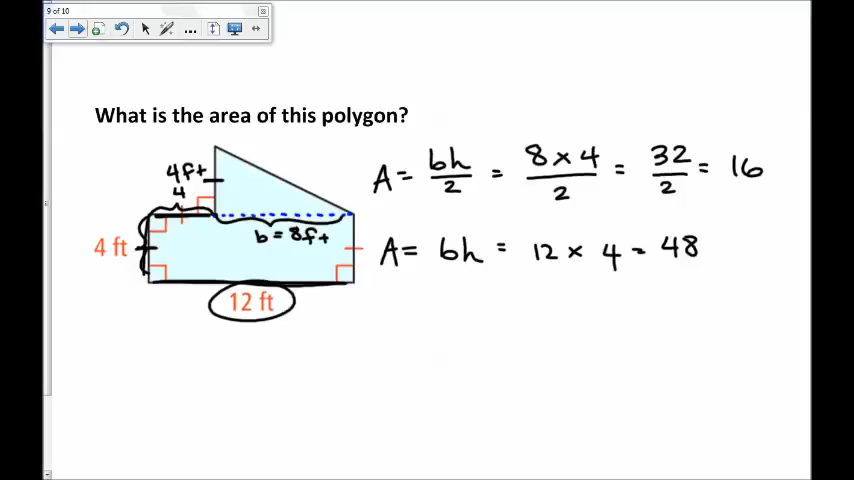 9 of 10
What is the area of this polygon?
4ft
4
A = bh/2 = 8 × 4/2 = 32/2 = 16
b = 8ft
4 ft
A = bh = 12 × 4 = 48
12 ft